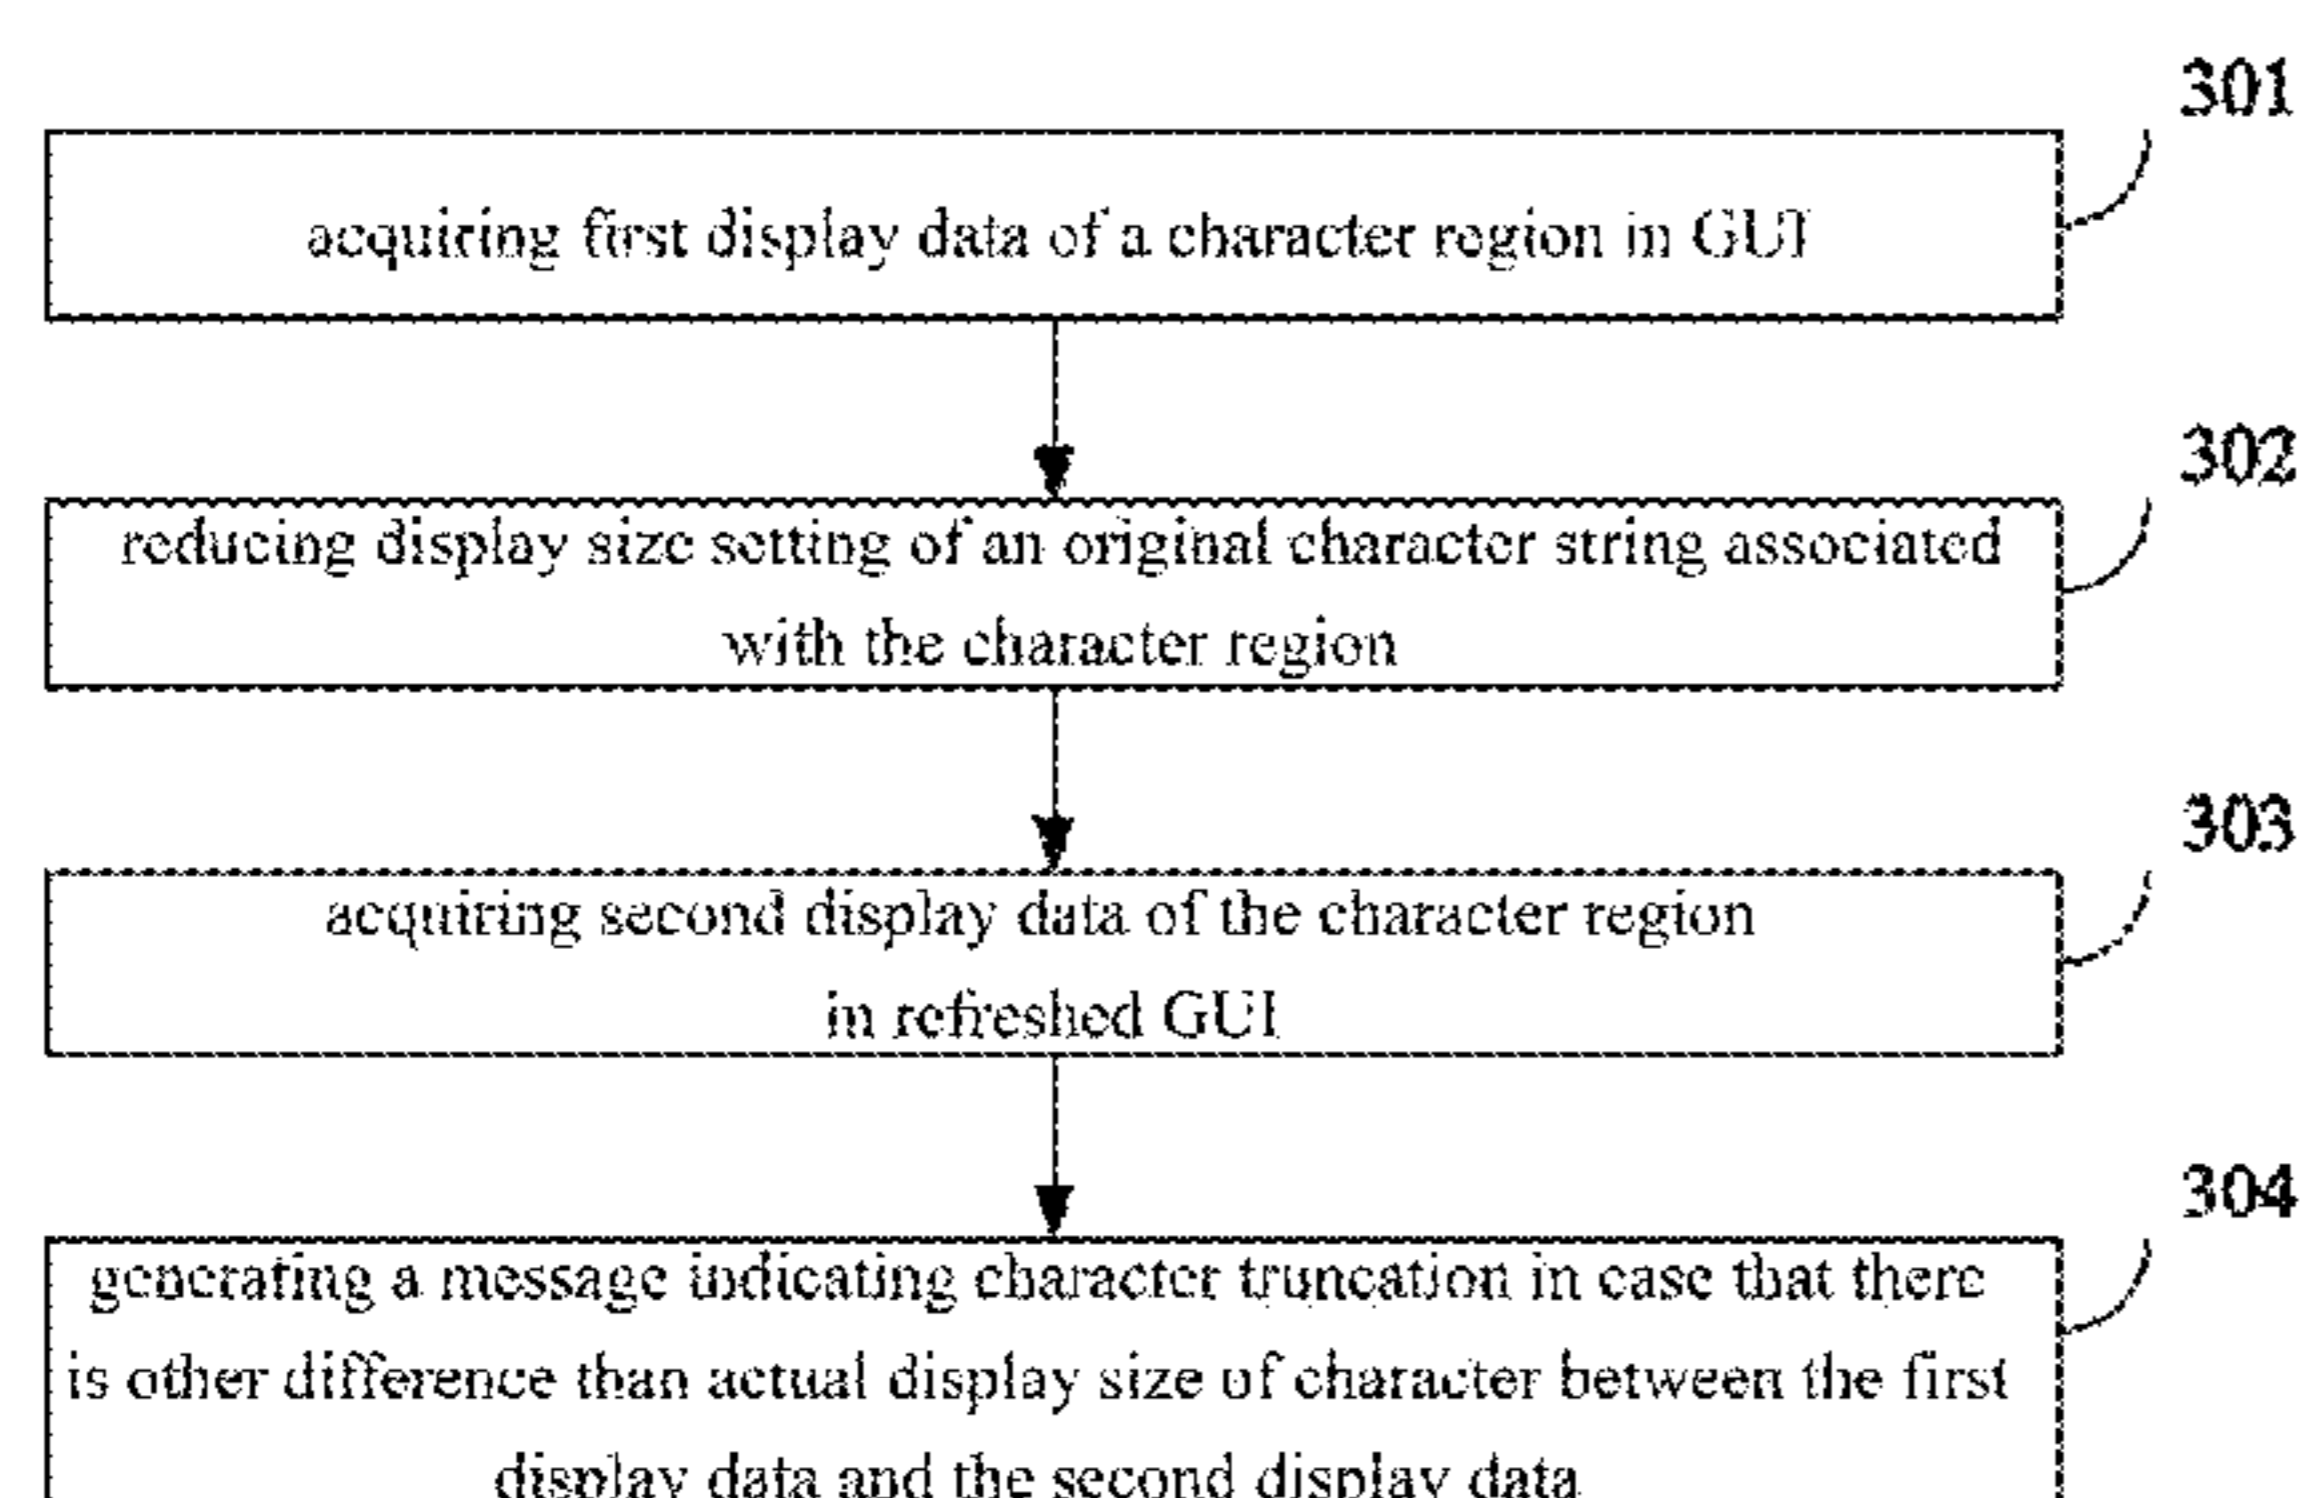 301
acquiring first display data of a character region in GUI
302
reducing display size setting of an original character string associated
with the character region
303
acquiring second display data of the character region
in refreshed GUI
304
generating a message indicating character truncation in case that there
is other difference than actual display size of character between the first
display data and the second display data